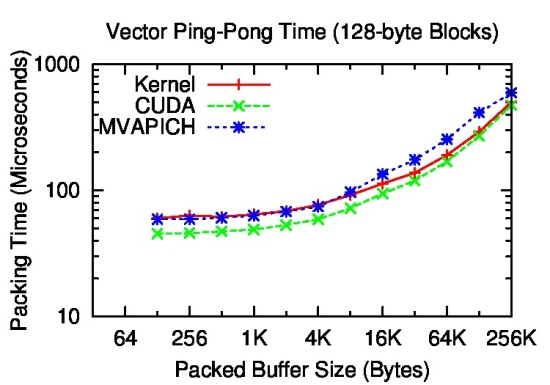 Vector Ping-Pong Time (128-byte Blocks)
Packing Time (Microseconds)
1000
100
10
Kernel
CUDA
MVAPICH
64 256 1K 4K 16K 64K 256K
Packed Buffer Size (Bytes)